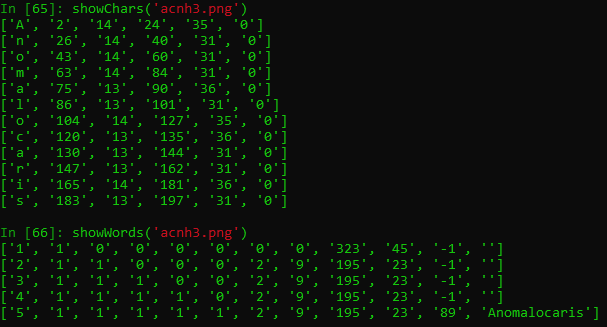 In [65]: showChars('acnh3.png')
['A', '2', '14', '24', '35', '0']
['n', '26', '14', '40', '31', '0']
['o', '43', '14', '60', '31', '0']
['m', '63', '14', '84', '31', '0']
['a', '75', '13', '90', '36', '0']
['l', '86', '13', '101', '31', '0']
['o', '104', '14', '127', '35', '0']
['c', '120', '13', '135', '36', '0']
['a', '130', '13', '144', '31', '0']
['r', '147', '13', '162', '31', '0']
['i', '165', '14', '181', '36', '0']
['s', '183', '13', '197', '31', '0']
In [66]: showWords('acnh3.png')
['1', '1', '0', '0', '0', '0', '0', '0', '323', '45', '-1', '']
['2', '1', '1', '0', '0', '0', '2', '9', '195', '23', '-1', '']
['3', '1', '1', '1', '0', '0', '2', '9', '195', '23', '-1', '']
['4', '1', '1', '1', '1', '0', '2', '9', '195', '23', '-1', '']
['5', '1', '1', '1', '1', '1', '2', '9', '195', '23', '89', 'Anomalocaris']